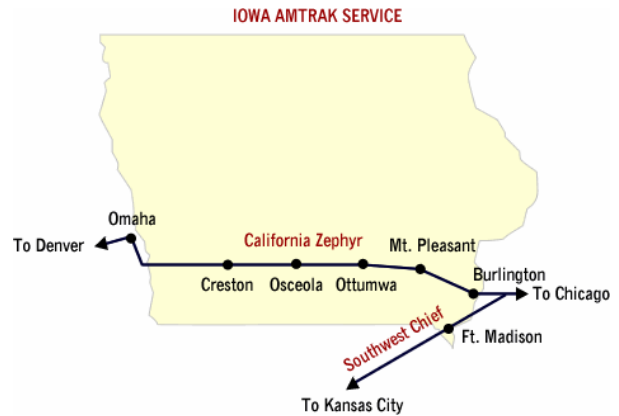 IOWA AMTRAK SERVICE
Omaha
To Denver
California Zephyr
Mt. Pleasant
Creston
Osceola
Ottumwa
Burlington
To Chicago
Southwest Chief
Ft. Madison
To Kansas City